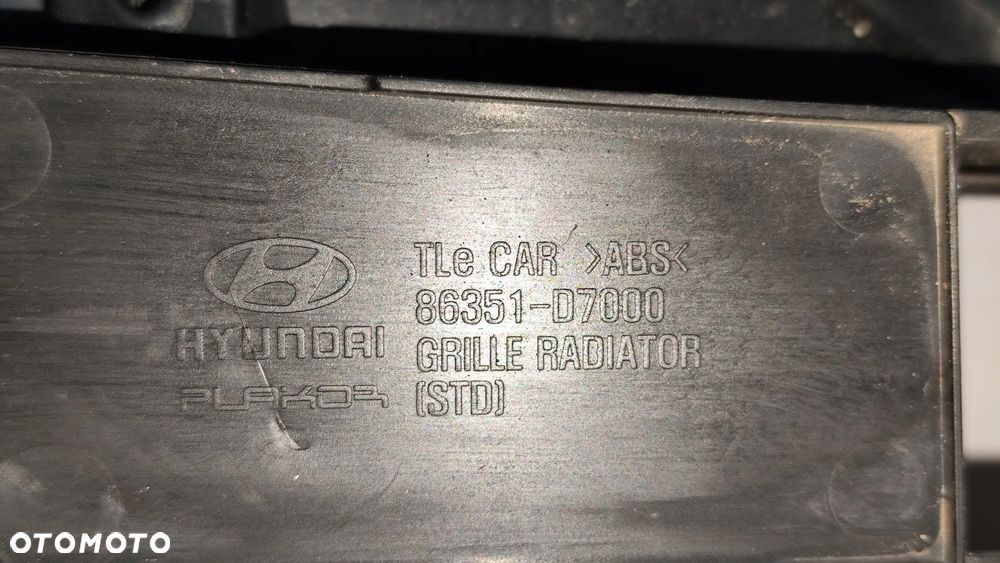 TLe CAR >ABS<
86351-D7000
HYUNDAI
GRILLE RADIATOR
PLAKOR
(STD)
OTOMOTO